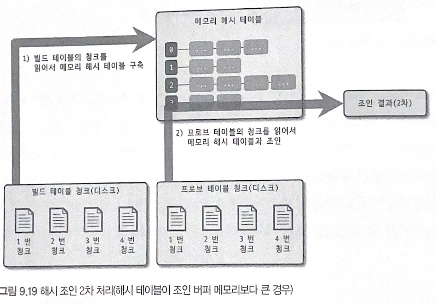 메모리 해시 테이블
0
1
2
3
1) 빌드 테이블의 청크를
읽어서 메모리 해시 테이블 구축
2) 프로브 테이블의 청크를 읽어서
메모리 해시 테이블과 조인
조인 결과(2차)
빌드 테이블 청크(디스크)
1 번 2 번 3 번 4 번
청크 청크 청크 청크
프로브 테이블 청크(디스크)
1 번 2 번 3 번 4 번
청크 청크 청크 청크
그림 9.19 해시 조인 2차 처리(해시 테이블이 조인 버퍼 메모리보다 큰 경우)